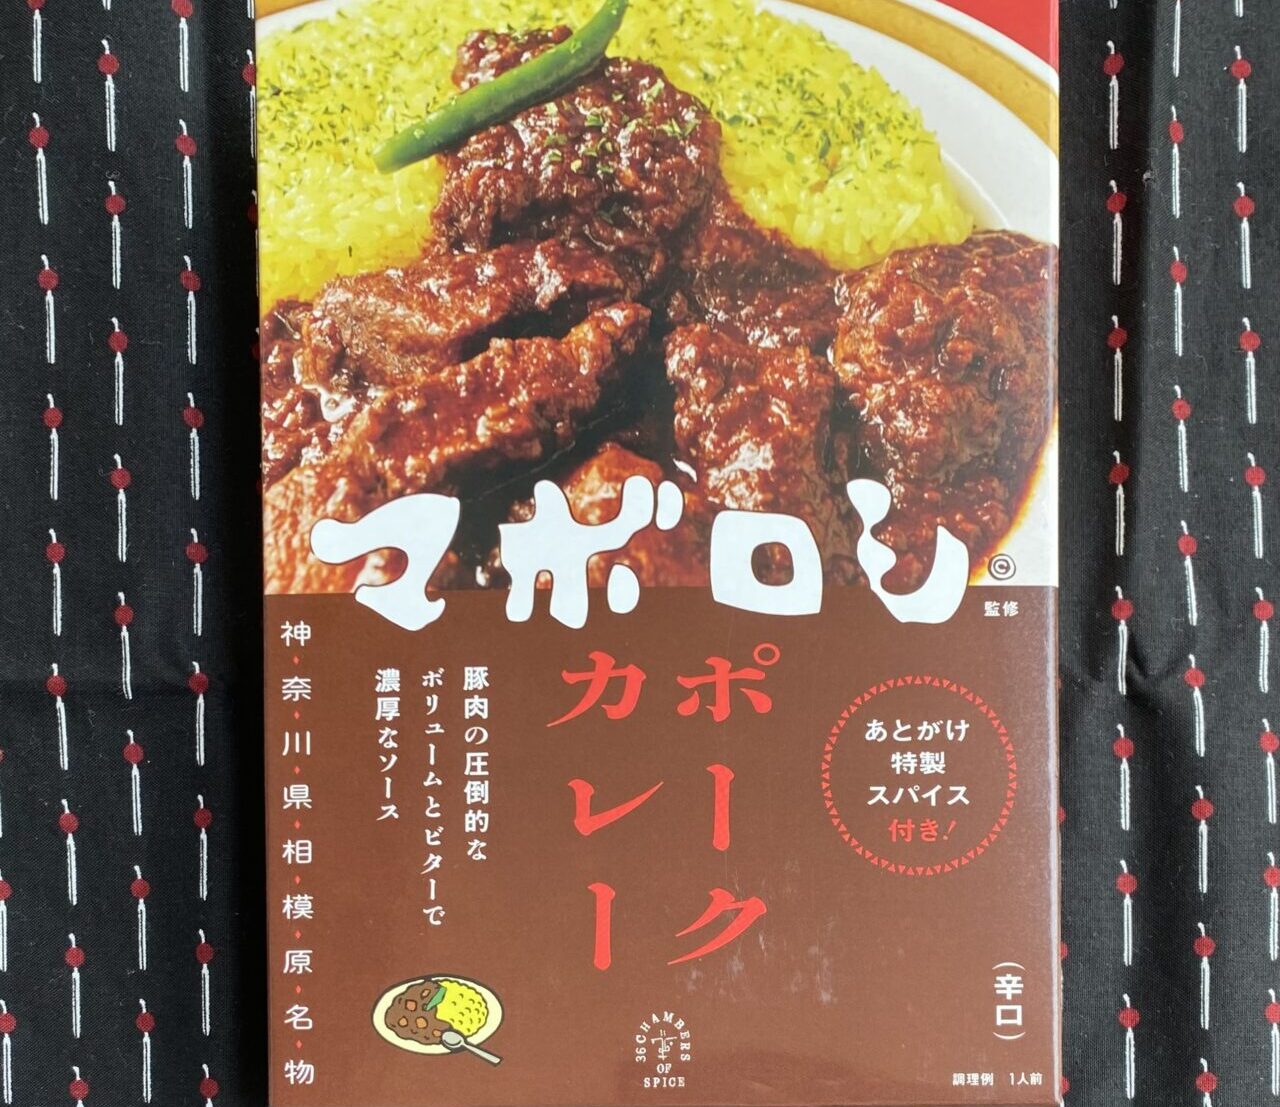 マボロシ
©
監修
ポーク
カレー
豚肉の圧倒的な
ボリュームとビターで
濃厚なソース
神・奈・川・県・相・模・原・名・物
あとがけ
特製
スパイス
付き!
(辛口)
36 CHAMBERS
OF
SPICE
調理例 1人前